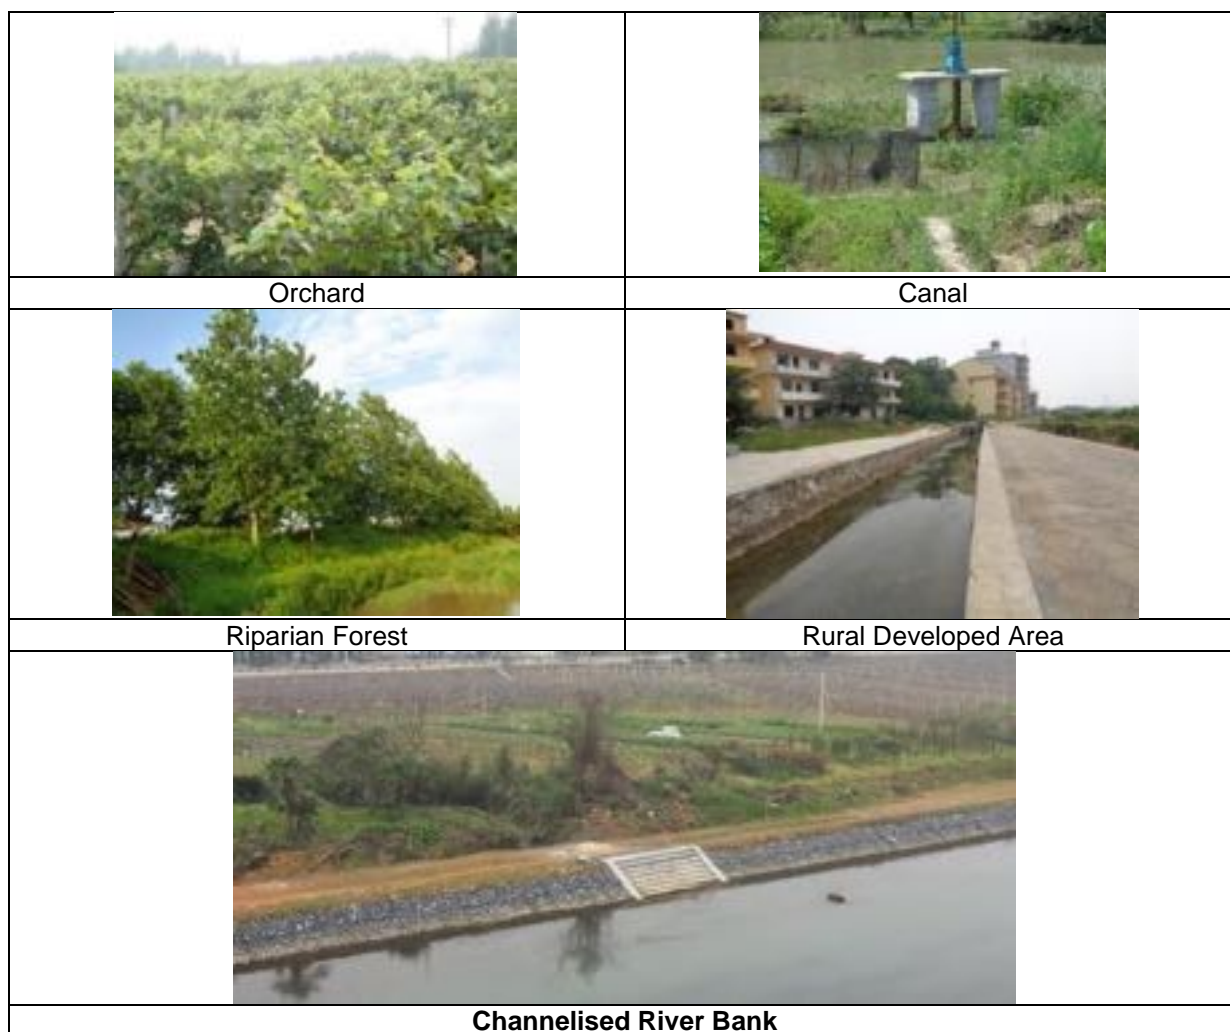 Orchard
Canal
Riparian Forest
Rural Developed Area
Channelised River Bank